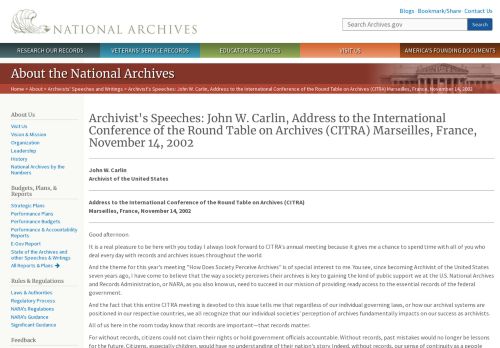 NATIONAL ARCHIVES
Blogs · Bookmark/Share · Contact Us
Search Archives.gov
Search
RESEARCH OUR RECORDS
VETERANS' SERVICE RECORDS
EDUCATOR RESOURCES
VISIT US
AMERICA'S FOUNDING DOCUMENTS
About the National Archives
Home > About > Archivists' Speeches and Writings > Archivist's Speeches: John W. Carlin, Address to the International Conference of the Round Table on Archives (CITRA) Marseilles, France, November 14, 2002
About Us
Visit Us
Vision & Mission
Organization
Leadership
History
National Archives by the
Numbers
Budgets, Plans, &
Reports
Strategic Plans
Performance Plans
Performance Budgets
Performance & Accountability
Reports
E-Gov Report
State of the Archives and
other Speeches & Writings
All Reports & Plans
Rules & Regulations
Laws & Authorities
Regulatory Process
NARA's Regulations
NARA's Guidance
Significant Guidance
Archivist's Speeches: John W. Carlin, Address to the International
Conference of the Round Table on Archives (CITRA) Marseilles, France,
November 14, 2002
John W. Carlin
Archivist of the United States
Address to the International Conference of the Round Table on Archives (CITRA)
Marseilles, France, November 14, 2002
Good afternoon.
It is a real pleasure to be here with you today. I always look forward to CITRA's annual meeting because it gives me a chance to spend time with all of you who
deal every day with records and archives issues throughout the world.
And the theme for this year's meeting "How Does Society Perceive Archives" is of special interest to me. You see, since becoming Archivist of the United States
seven years ago, I have come to believe that the way a society perceives their archives is key to gaining the kind of public support we at the U.S. National Archives
and Records Administration, or NARA, as you also know us, need to succeed in our mission of providing ready access to the essential records of the federal
government.
And the fact that this entire CITRA meeting is devoted to this issue tells me that regardless of our individual governing laws, or how our archival systems are
positioned in our respective countries, we all recognize that our individual societies' perception of archives fundamentally impacts on our success as archivists.
All of us here in the room today know that records are important—that records matter.
For without records, citizens could not claim their rights or hold government officials accountable. Without records, past mistakes would no longer be lessons
for the future. Citizens, especially children, would have no understanding of their nation's story. Indeed, without records, our sense of continuity as a people